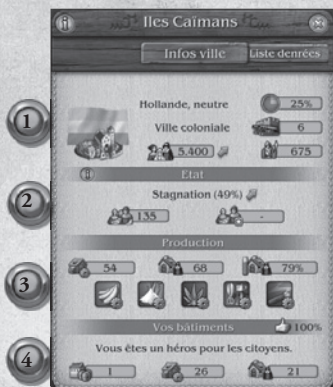 Iles Caïmans
Infos ville Liste denrées
1 Hollande, neutre 25%
Ville coloniale 6
5.400 675
Etat
2 Stagnation (49%)
135 -
Production
54 68 79%
3
Vos bâtiments 100%
Vous êtes un héros pour les citoyens.
4 1 26 21